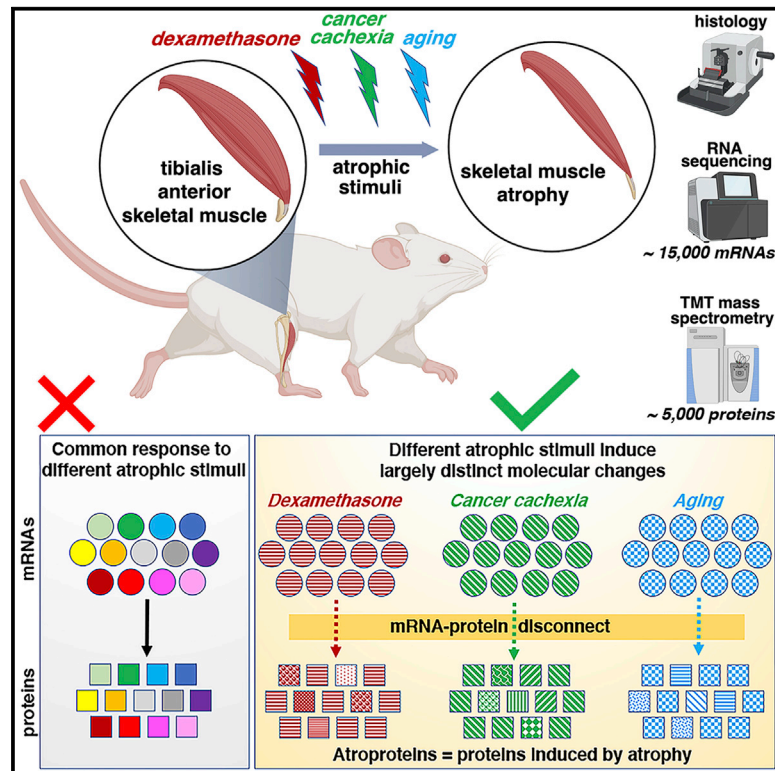 dexamethasone
cancer
cachexia
aging
histology
tibialis
anterior
skeletal muscle
atrophic
stimuli
skeletal muscle
atrophy
RNA
sequencing
~ 15,000 mRNAs
TMT mass
spectrometry
~ 5,000 proteins
Common response to
different atrophic stimuli
Different atrophic stimuli induce
largely distinct molecular changes
Dexamethasone
Cancer cachexia
Aging
mRNAs
mRNA-protein disconnect
proteins
Atroproteins = proteins induced by atrophy